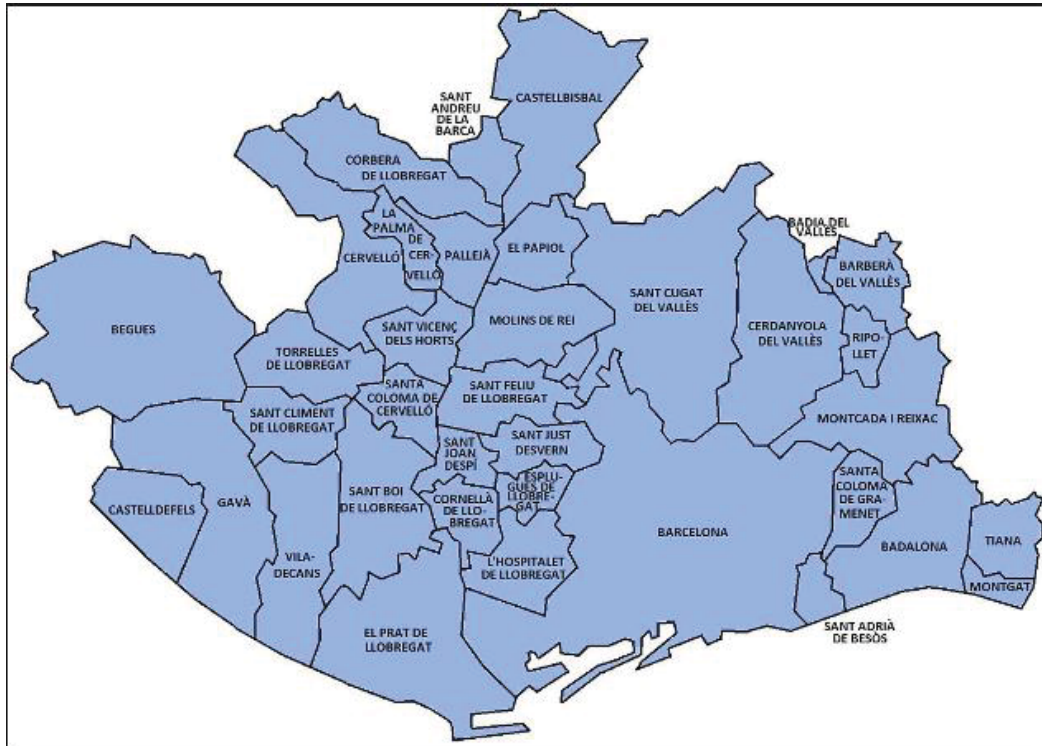 CASTELLBISBAL
SANT
ANDREU
DE LA
BARCA
CORBERA
DE LLOBREGAT
LA
PALMA
DE
CER-
VELLÓ
CERVELLÓ
PALLEJÀ
EL PAPIOL
BADIA DEL
VALLÈS
BARBERÀ
DEL VALLÈS
SANT CUGAT
DEL VALLÈS
BEGUES
SANT VICENÇ
DELS HORTS
MOLINS DE REI
CERDANYOLA
DEL VALLÈS
RIPO-
LLET
TORRELLES
DE LLOBREGAT
SANTA
COLOMA DE
CERVELLÓ
SANT FELIU
DE LLOBREGAT
SANT CLIMENT
DE LLOBREGAT
MONTCADA I REIXAC
SANT
JOAN
DESPÍ
SANT JUST
DESVERN
ESPLU-
GUES DE
LLOBRE-
GAT
SANTA
COLOMA
DE GRA-
MENET
CASTELLDEFELS
GAVÀ
SANT BOI
DE LLOBREGAT
CORNELLÀ
DE LLO-
BREGAT
BARCELONA
BADALONA
TIANA
VILA-
DECANS
L'HOSPITALET
DE LLOBREGAT
MONTGAT
EL PRAT DE
LLOBREGAT
SANT ADRIÀ
DE BESÒS